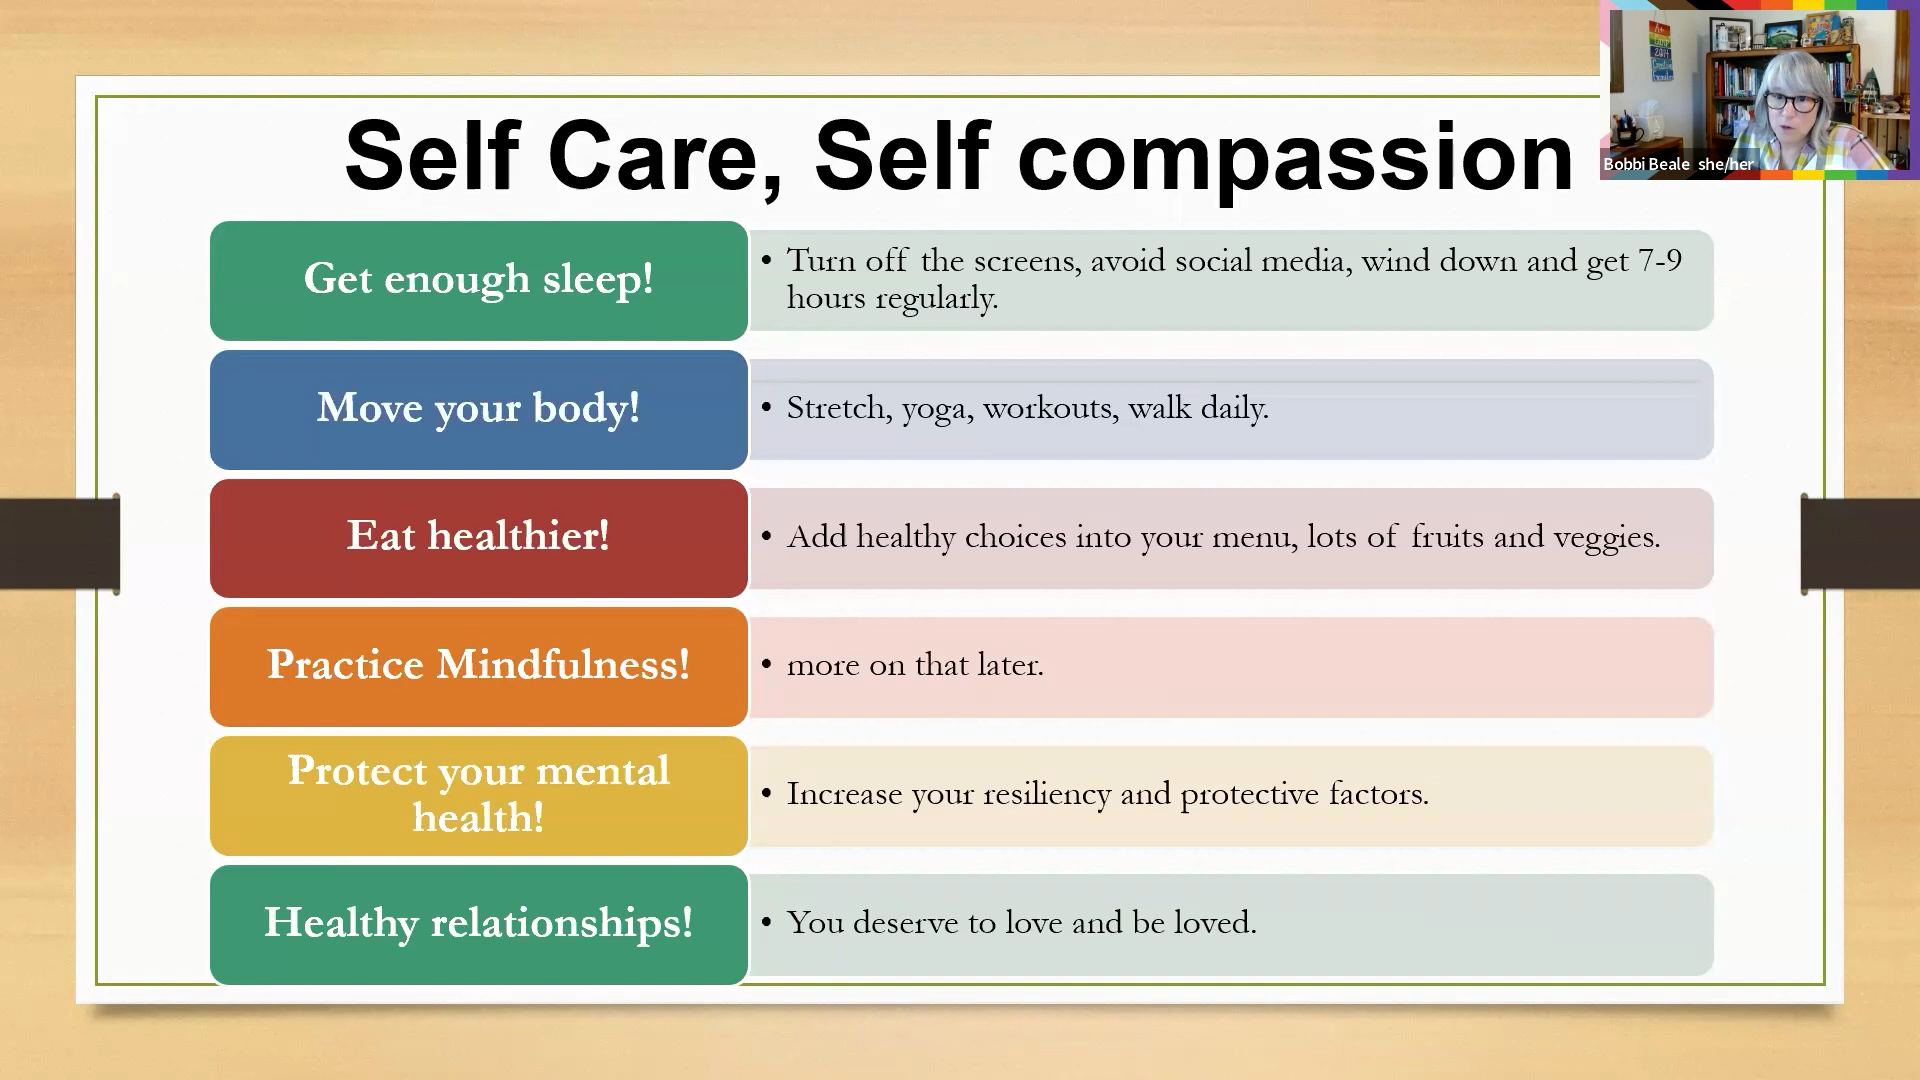 Self Care, Self compassion
Bobbi Beale she/her
Get enough sleep!
• Turn off the screens, avoid social media, wind down and get 7-9
hours regularly.
Move your body!
• Stretch, yoga, workouts, walk daily.
Eat healthier!
• Add healthy choices into your menu, lots of fruits and veggies.
Practice Mindfulness!
• more on that later.
Protect your mental
health!
• Increase your resiliency and protective factors.
Healthy relationships!
• You deserve to love and be loved.